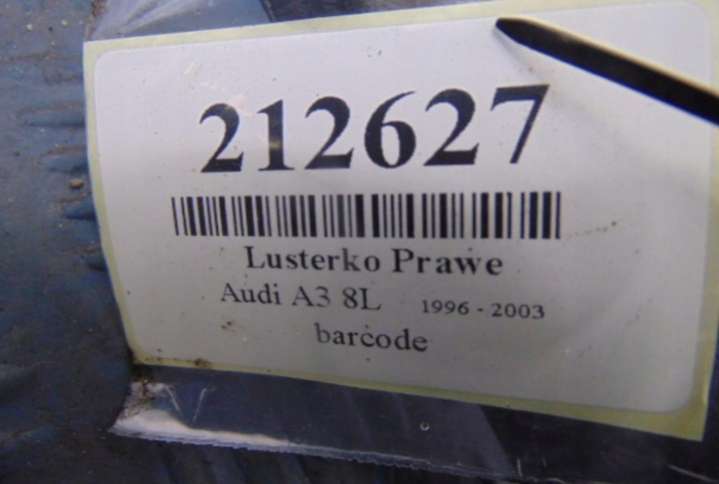 212627
Lusterko Prawe
Audi A3 8L 1996 - 2003
barcode